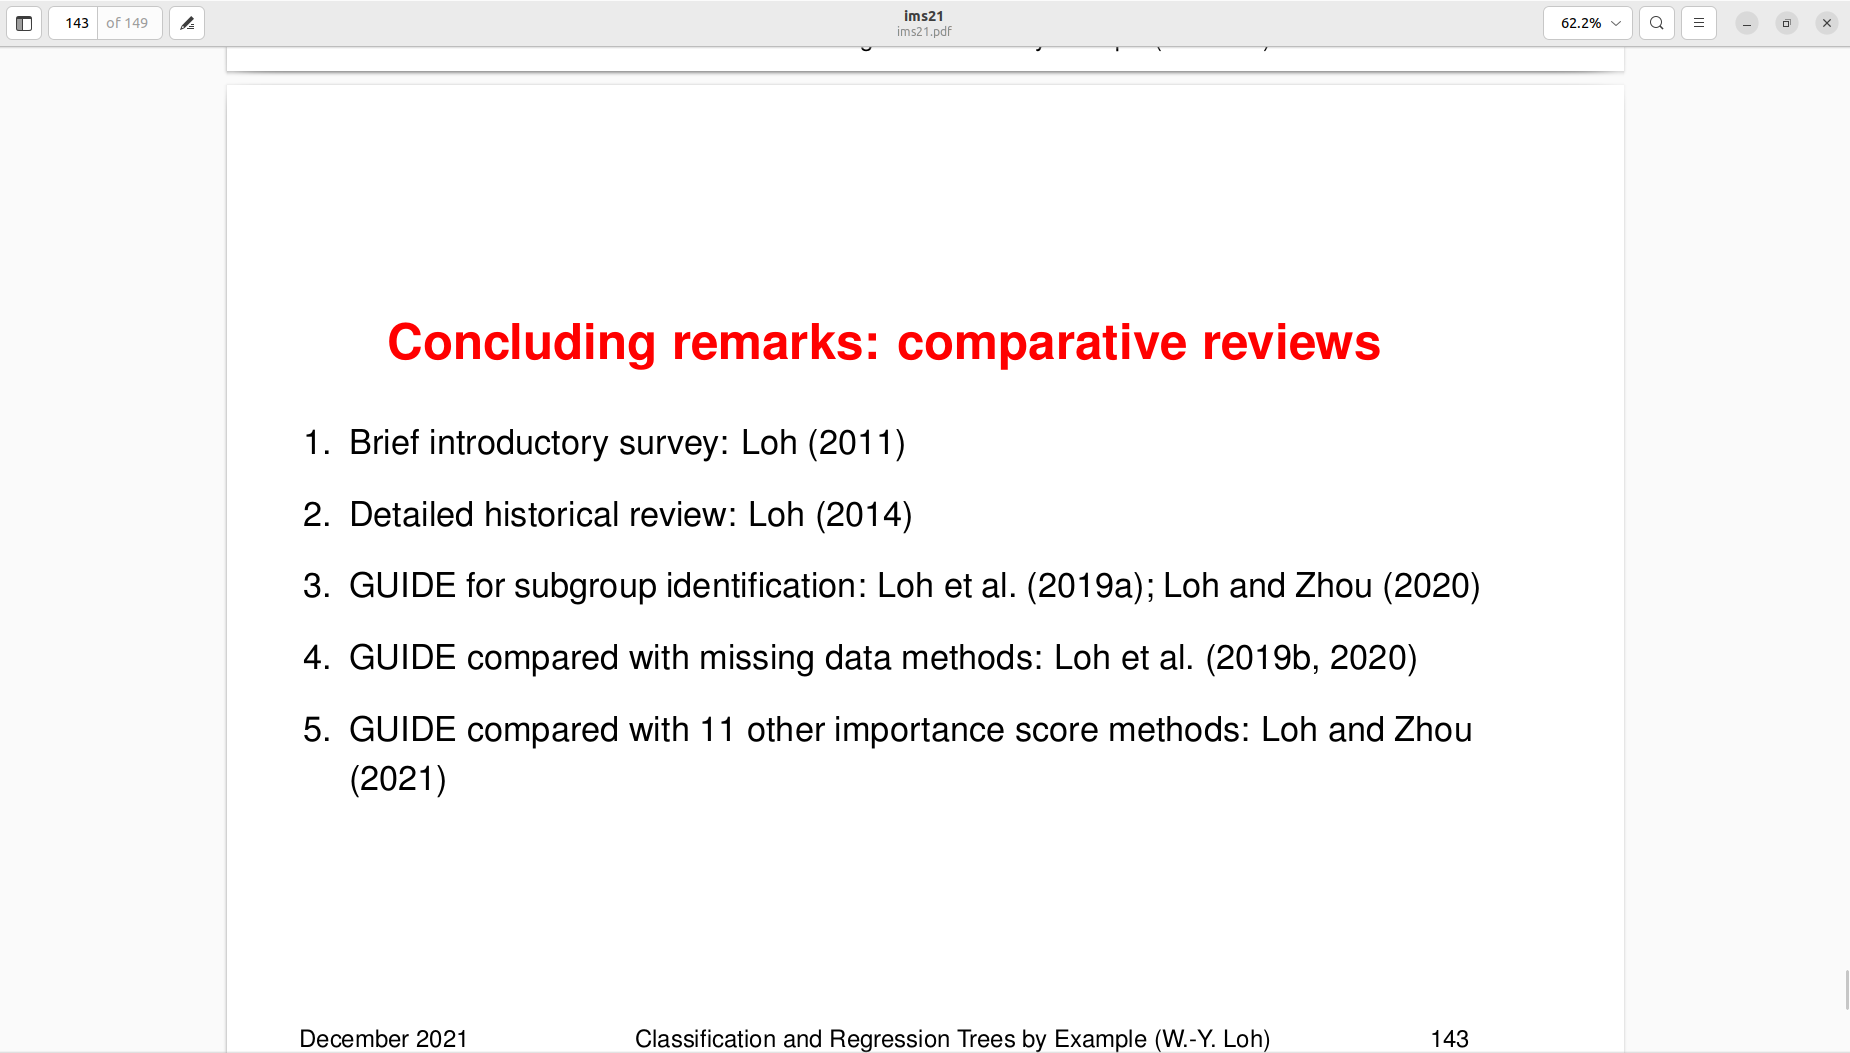 143 of 149
ims21
ims21.pdf
62.2%
Concluding remarks: comparative reviews
1. Brief introductory survey: Loh (2011)
2. Detailed historical review: Loh (2014)
3. GUIDE for subgroup identification: Loh et al. (2019a); Loh and Zhou (2020)
4. GUIDE compared with missing data methods: Loh et al. (2019b, 2020)
5. GUIDE compared with 11 other importance score methods: Loh and Zhou
(2021)
December 2021 Classification and Regression Trees by Example (W.-Y. Loh) 143